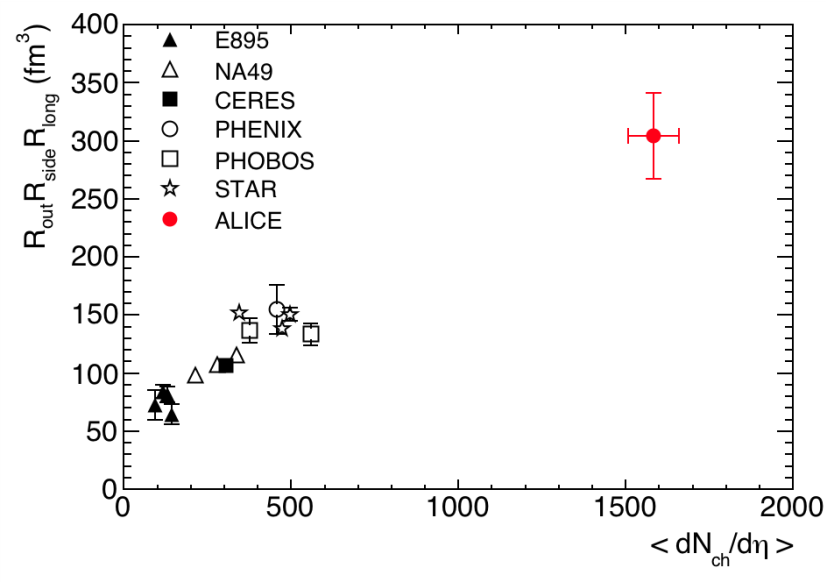 R_out R_side R_long (fm^3)
400
350
300
250
200
150
100
50
0
E895
NA49
CERES
PHENIX
PHOBOS
STAR
ALICE
0 500 1000 1500 2000
< dN_ch/dη >